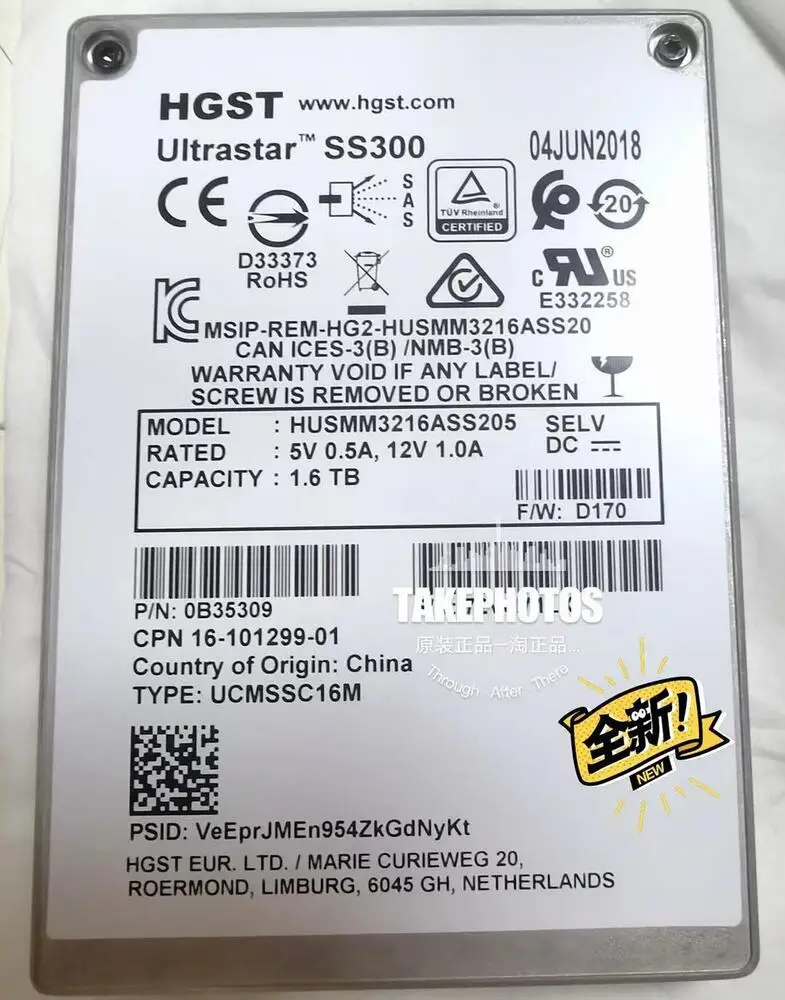 HGST www.hgst.com
Ultrastar™ SS300 04JUN2018
CE
SAS
TÜV Rheinland ®
CERTIFIED
20
D33373
RoHS
c RU® US
E332258
KC
MSIP-REM-HG2-HUSMM3216ASS20
CAN ICES-3(B) /NMB-3(B)
WARRANTY VOID IF ANY LABEL/
SCREW IS REMOVED OR BROKEN
MODEL : HUSMM3216ASS205 SELV
RATED : 5V 0.5A, 12V 1.0A DC
CAPACITY : 1.6 TB
F/W: D170
P/N: 0B35309
TAKEPHOTOS
CPN 16-101299-01
原装正品一淘正品...
Country of Origin: China
Through After There
TYPE: UCMSSC16M
全新!
NEW
PSID: VeEprJMEn954ZkGdNyKt
HGST EUR. LTD. / MARIE CURIEWEG 20,
ROERMOND, LIMBURG, 6045 GH, NETHERLANDS